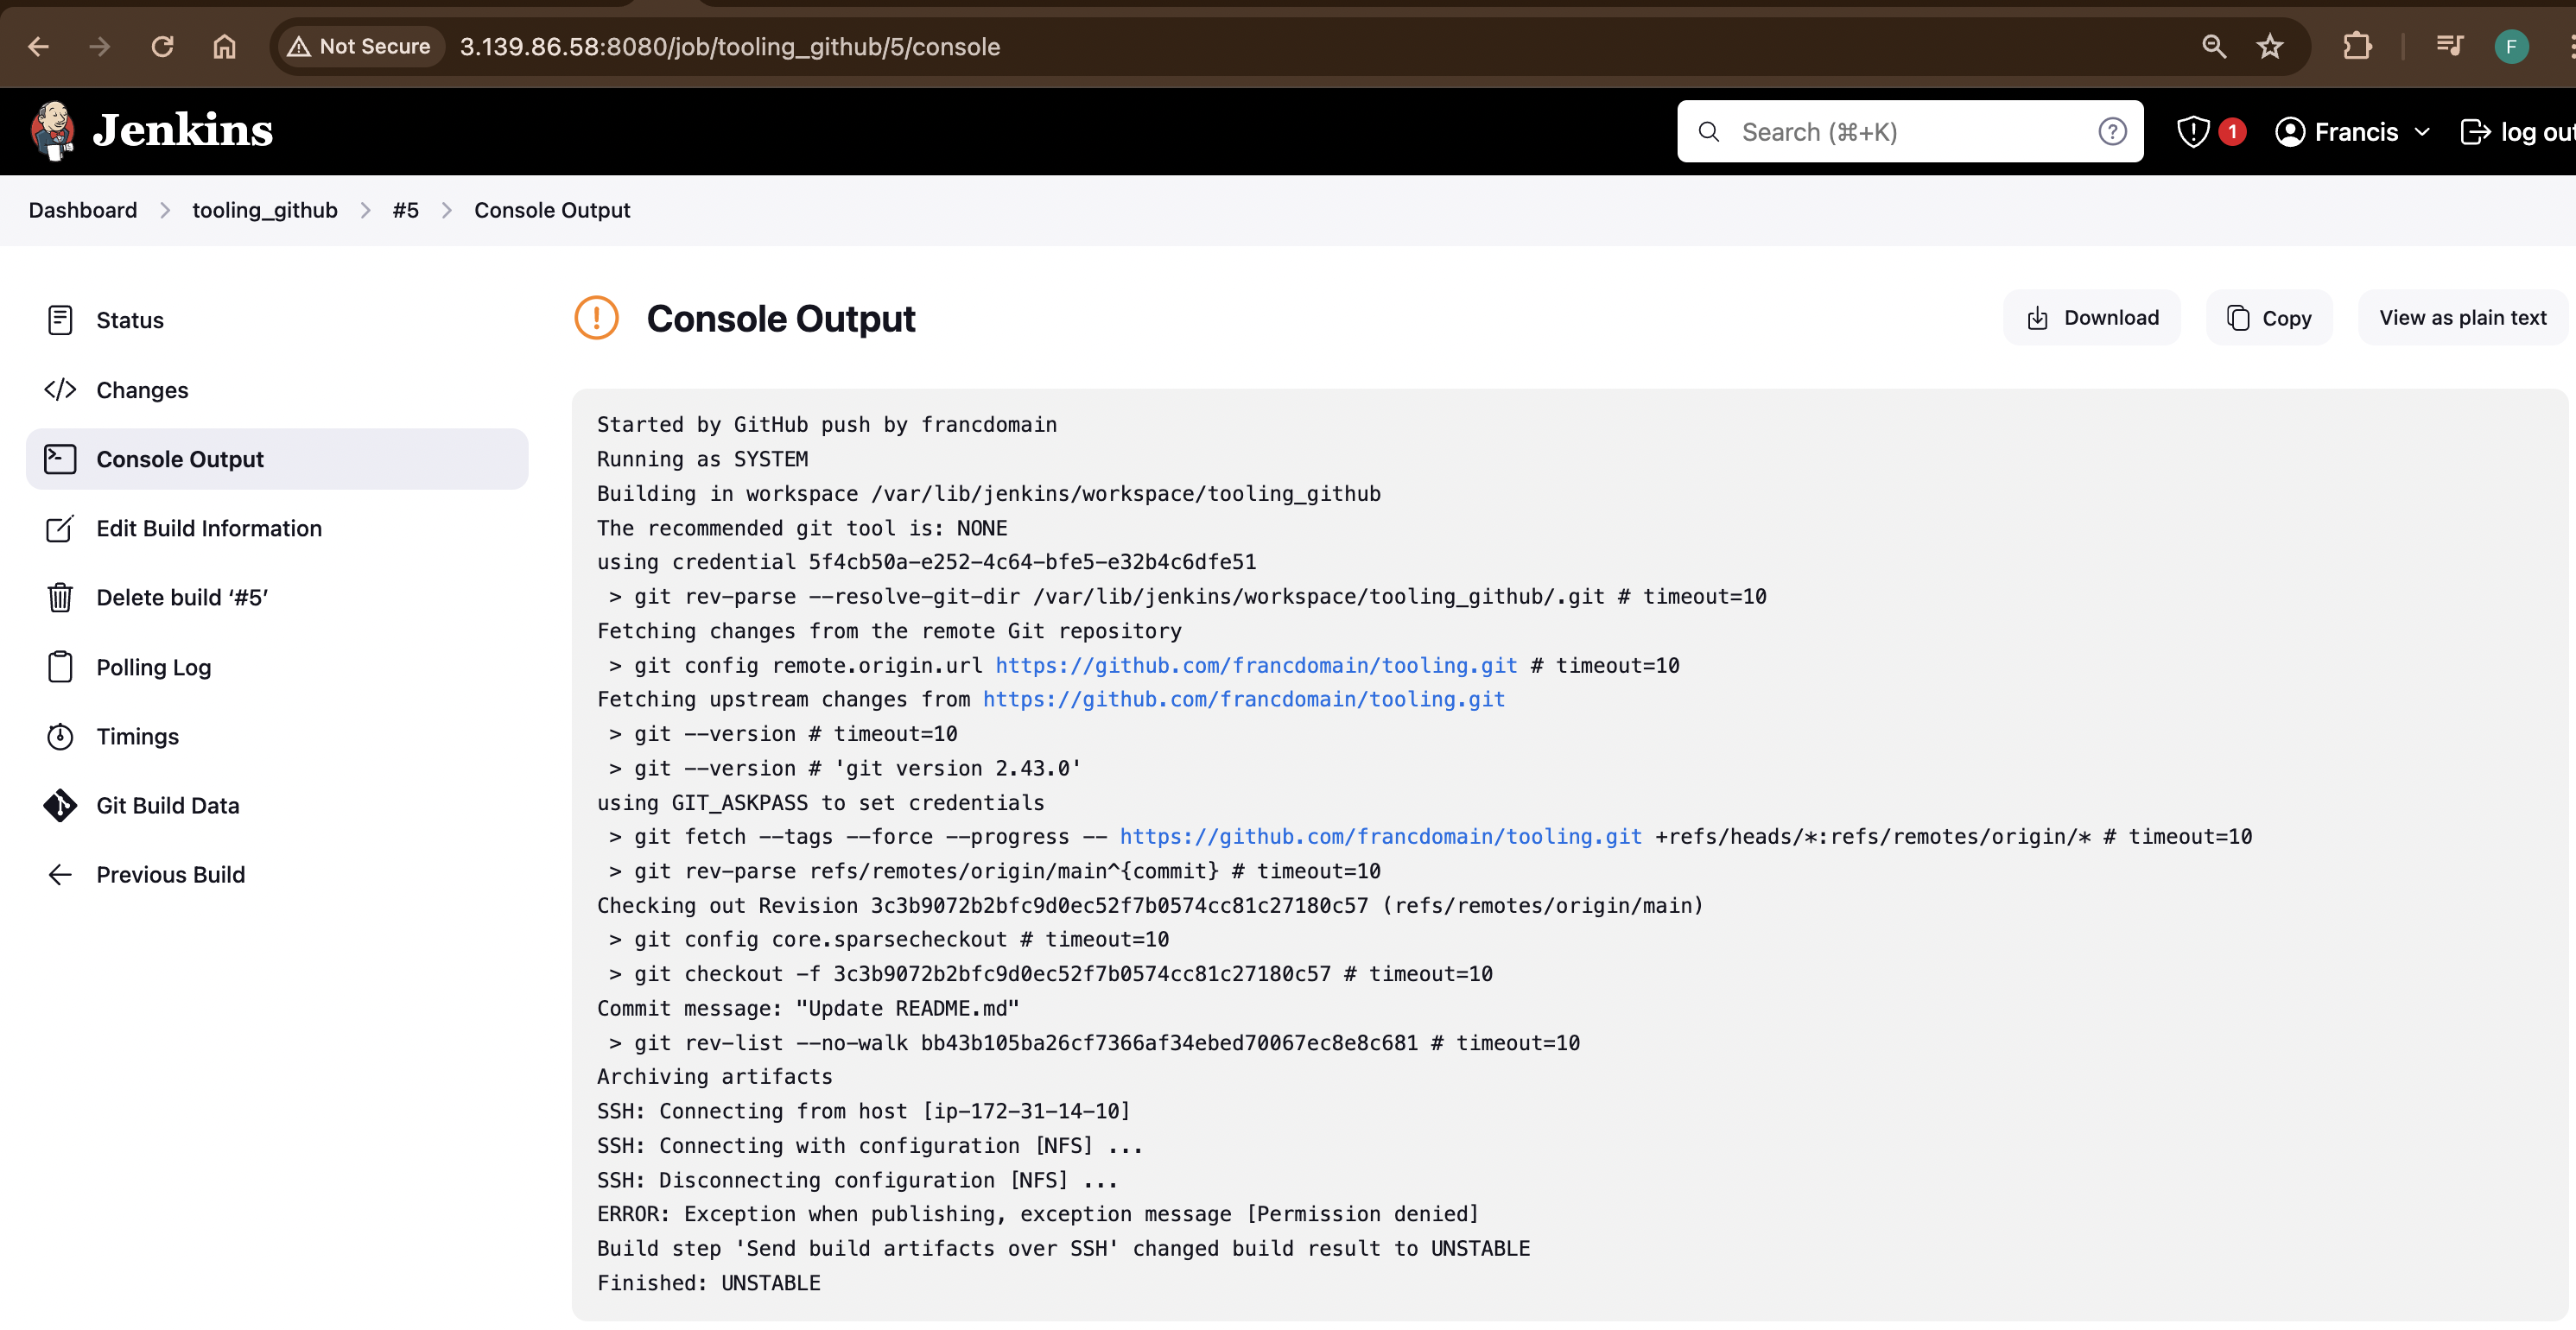 Not Secure 3.139.86.58:8080/job/tooling_github/5/console F
Jenkins Search (⌘+K) ? 1 Francis log out
Dashboard > tooling_github > #5 > Console Output
Status
Changes
Console Output
Edit Build Information
Delete build ‘#5’
Polling Log
Timings
Git Build Data
Previous Build
Console Output Download Copy View as plain text
Started by GitHub push by francdomain
Running as SYSTEM
Building in workspace /var/lib/jenkins/workspace/tooling_github
The recommended git tool is: NONE
using credential 5f4cb50a-e252-4c64-bfe5-e32b4c6dfe51
 > git rev-parse --resolve-git-dir /var/lib/jenkins/workspace/tooling_github/.git # timeout=10
Fetching changes from the remote Git repository
 > git config remote.origin.url https://github.com/francdomain/tooling.git # timeout=10
Fetching upstream changes from https://github.com/francdomain/tooling.git
 > git --version # timeout=10
 > git --version # 'git version 2.43.0'
using GIT_ASKPASS to set credentials
 > git fetch --tags --force --progress -- https://github.com/francdomain/tooling.git +refs/heads/*:refs/remotes/origin/* # timeout=10
 > git rev-parse refs/remotes/origin/main^{commit} # timeout=10
Checking out Revision 3c3b9072b2bfc9d0ec52f7b0574cc81c27180c57 (refs/remotes/origin/main)
 > git config core.sparsecheckout # timeout=10
 > git checkout -f 3c3b9072b2bfc9d0ec52f7b0574cc81c27180c57 # timeout=10
Commit message: "Update README.md"
 > git rev-list --no-walk bb43b105ba26cf7366af34ebed70067ec8e8c681 # timeout=10
Archiving artifacts
SSH: Connecting from host [ip-172-31-14-10]
SSH: Connecting with configuration [NFS] ...
SSH: Disconnecting configuration [NFS] ...
ERROR: Exception when publishing, exception message [Permission denied]
Build step 'Send build artifacts over SSH' changed build result to UNSTABLE
Finished: UNSTABLE